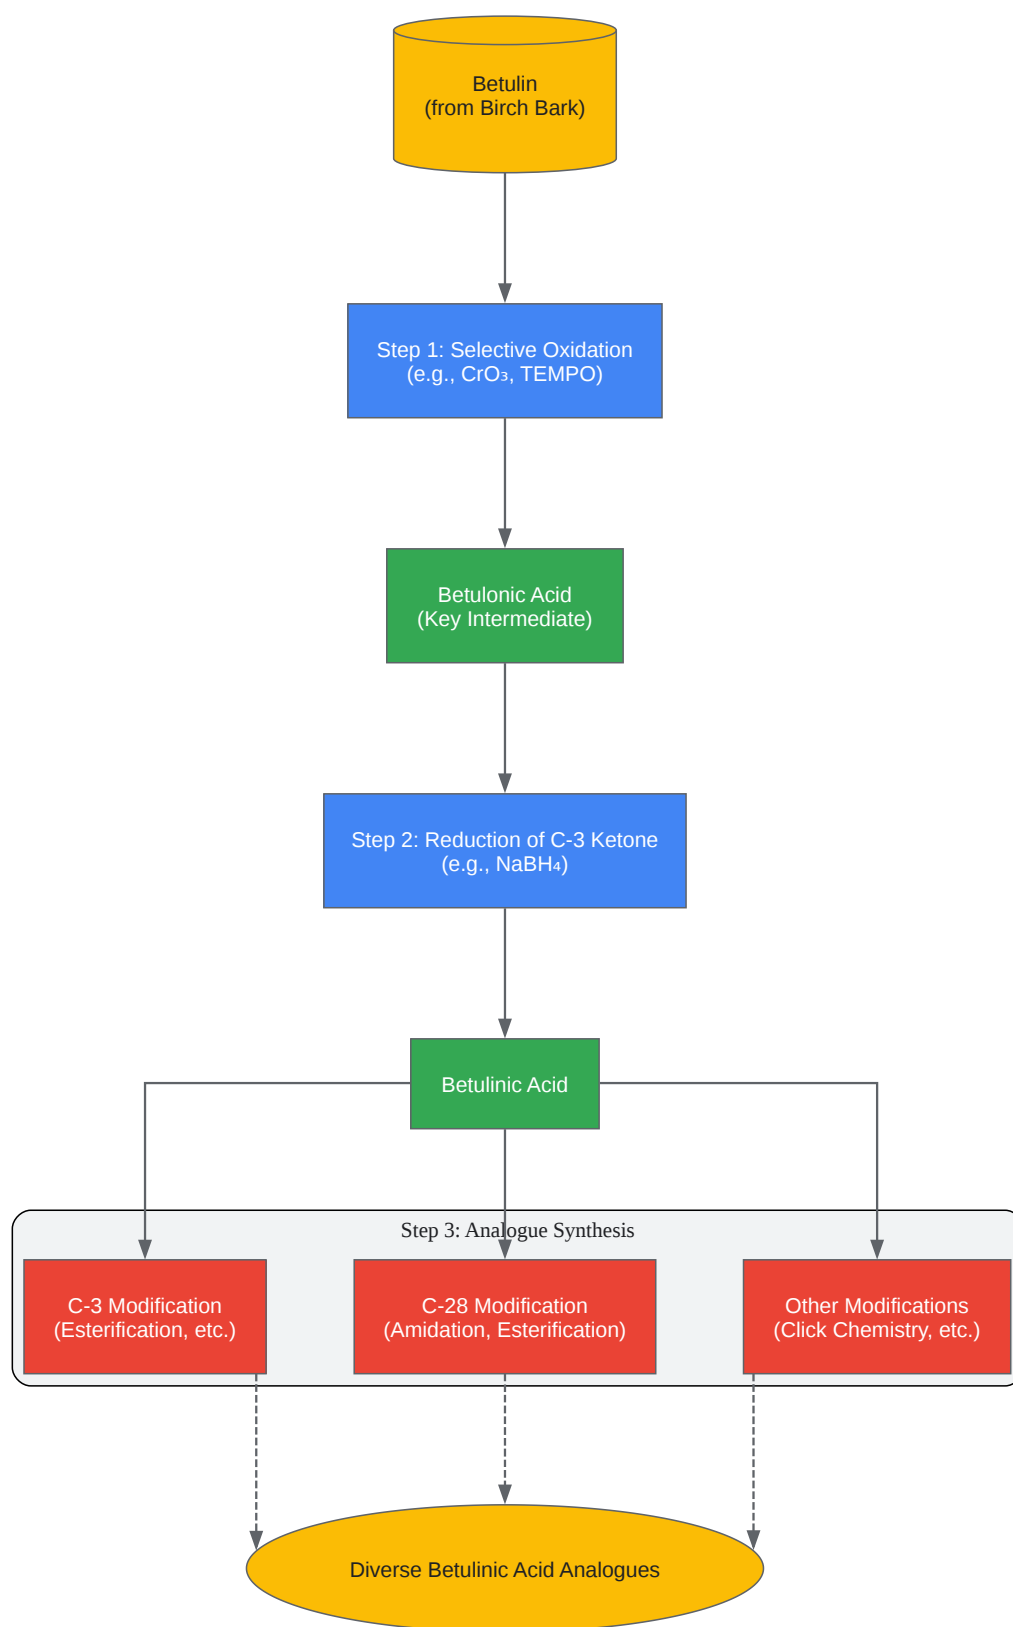 Betulin
(from Birch Bark)
Step 1: Selective Oxidation
(e.g., CrO₃, TEMPO)
Betulonic Acid
(Key Intermediate)
Step 2: Reduction of C-3 Ketone
(e.g., NaBH₄)
Betulinic Acid
Step 3: Analogue Synthesis
C-3 Modification
(Esterification, etc.)
C-28 Modification
(Amidation, Esterification)
Other Modifications
(Click Chemistry, etc.)
Diverse Betulinic Acid Analogues